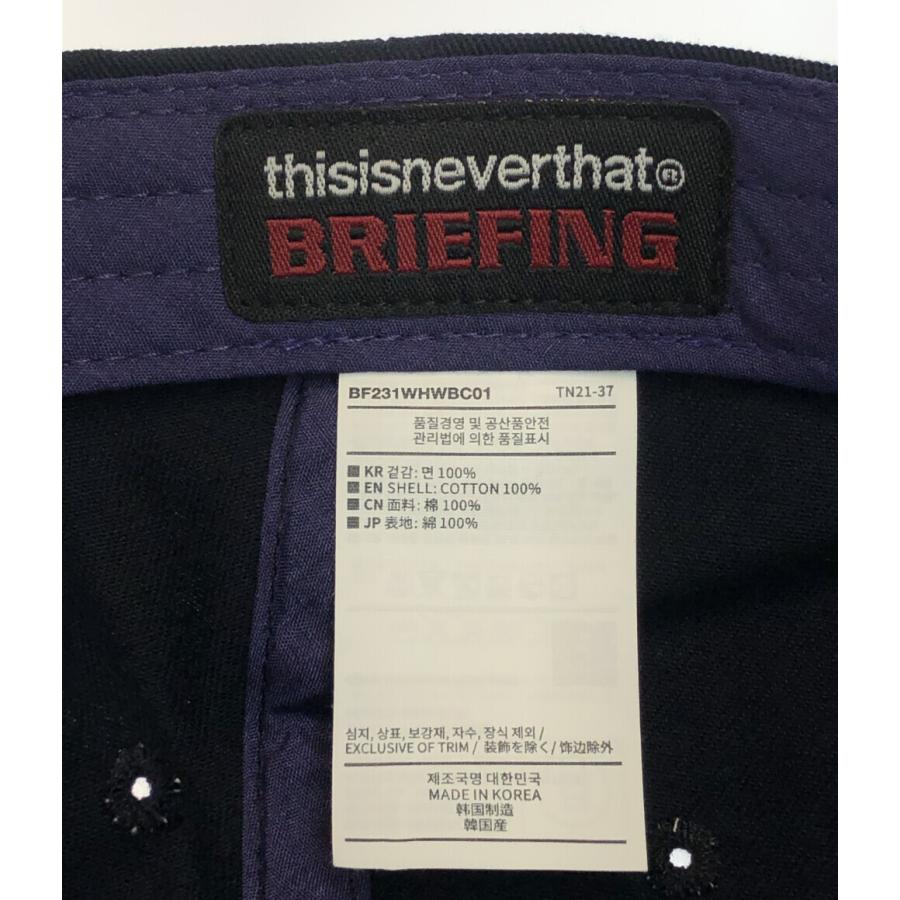 thisisneverthat®
BRIEFING
BF231WHWBC01 TN21-37
품질경영 및 공산품안전
관리법에 의한 품질표시
KR 겉감: 면 100%
EN SHELL: COTTON 100%
CN 面料: 棉 100%
JP 表地: 綿 100%
심지, 상표, 보강재, 자수, 장식 제외 /
EXCLUSIVE OF TRIM / 装飾を除く / 饰边除外
제조국명 대한민국
MADE IN KOREA
韩国制造
韓国産